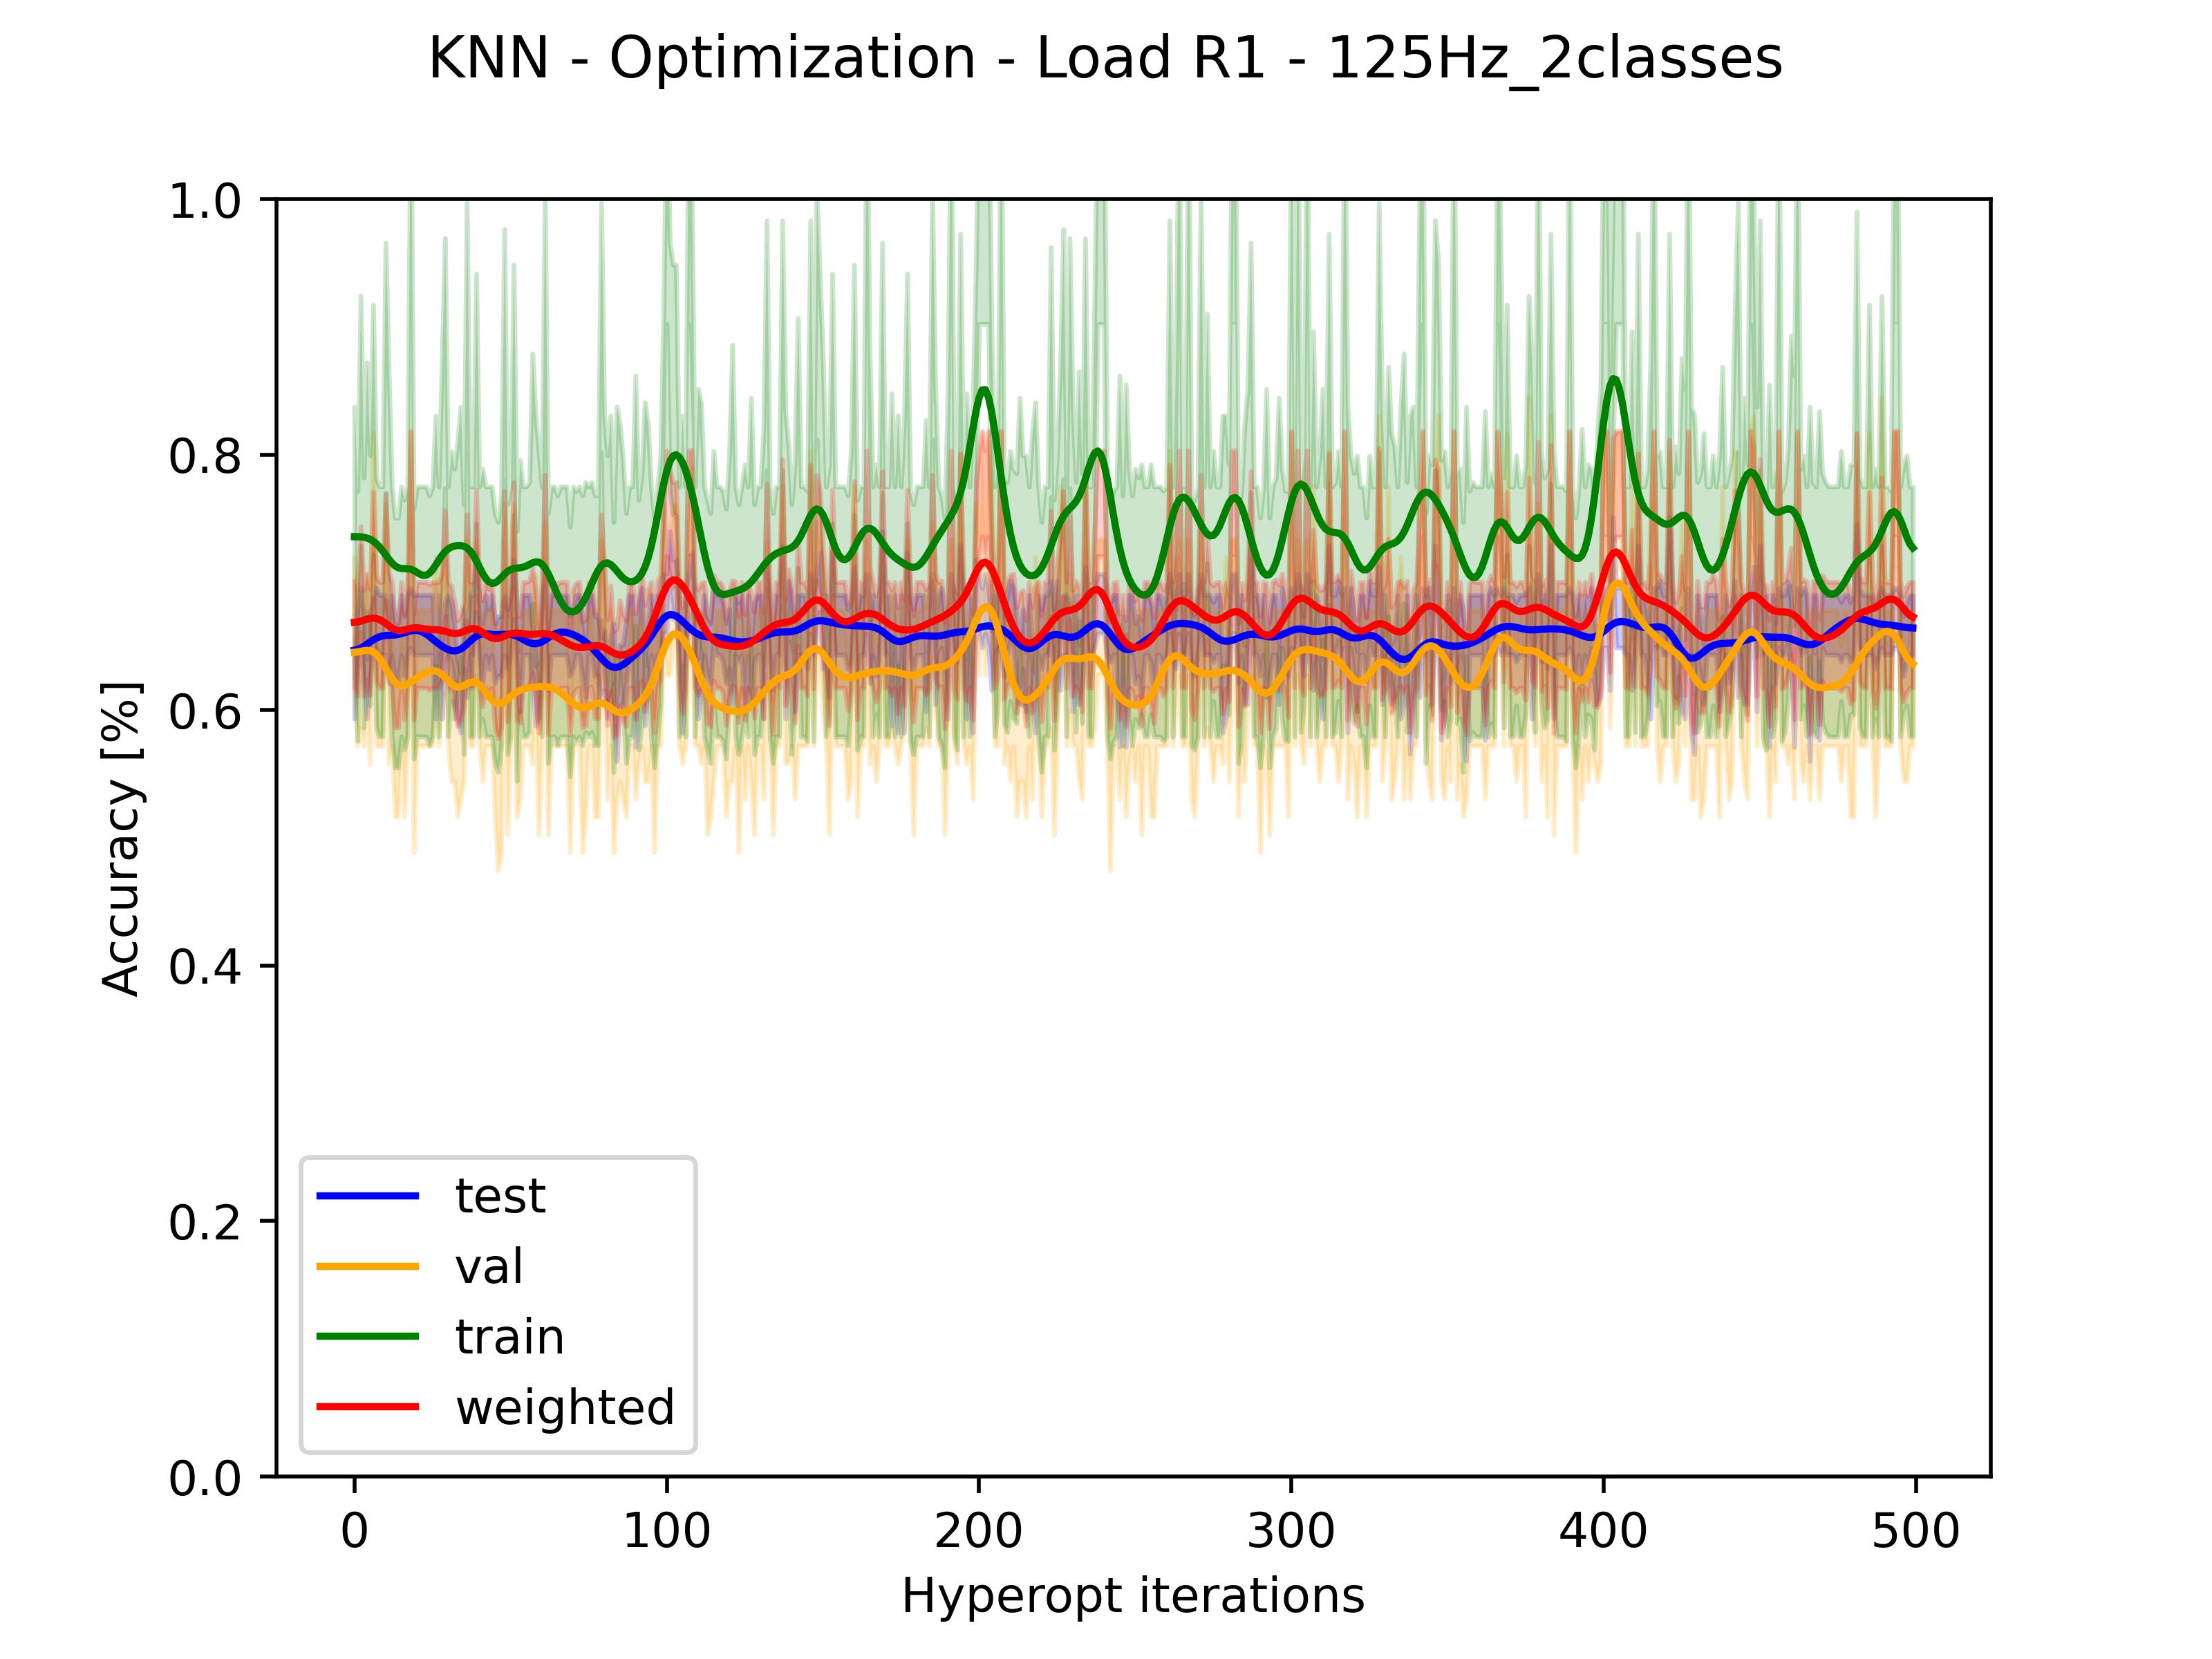 KNN - Optimization - Load R1 - 125Hz_2classes
1.0
0.8
0.6
0.4
0.2
0.0
Accuracy [%]
test
val
train
weighted
0 100 200 300 400 500
Hyperopt iterations